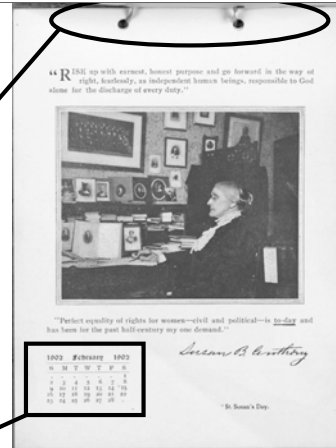 "RISE up with earnest, honest purpose and go forward in the way of
right, fearlessly, as independent human beings, responsible to God
alone for the discharge of every duty."
"Perfect equality of rights for women—civil and political—is to-day and
has been for the past half-century my one demand."
Susan B. Anthony
1902 February 1902
S M T W T F S
. . . . . . 1
2 3 4 5 6 7 8
9 10 11 12 13 14 *15
16 17 18 19 20 21 22
23 24 25 26 27 28 .
*St Susan's Day.